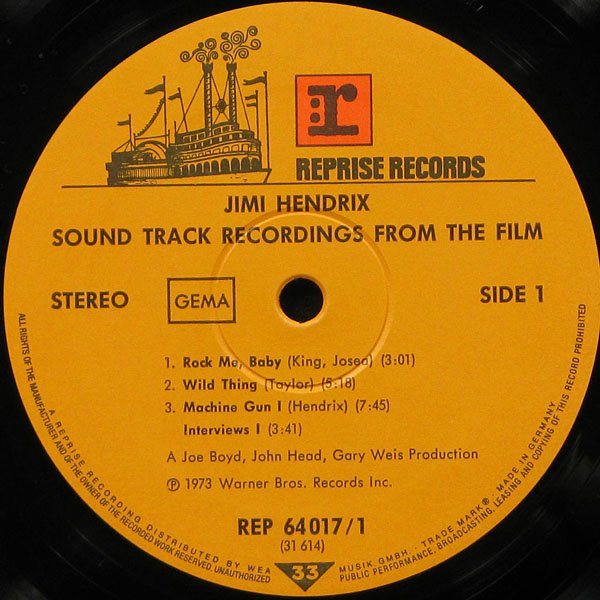 r
REPRISE RECORDS
JIMI HENDRIX
SOUND TRACK RECORDINGS FROM THE FILM
STEREO GEMA SIDE 1
1. Rock Me, Baby (King, Josea) (3:01)
2. Wild Thing (Taylor) (5:18)
3. Machine Gun I (Hendrix) (7:45)
Interviews I (3:41)
A Joe Boyd, John Head, Gary Weis Production
℗ 1973 Warner Bros. Records Inc.
REP 64017/1
(31 614)
33
ALL RIGHTS OF THE MANUFACTURER AND OF THE OWNER OF THE RECORDED WORK RESERVED. UNAUTHORIZED PUBLIC PERFORMANCE, BROADCASTING, LEASING AND COPYING OF THIS RECORD PROHIBITED
A REPRISE RECORDING DISTRIBUTED BY WEA MUSIK GMBH. · TRADE MARK® · MADE IN GERMANY